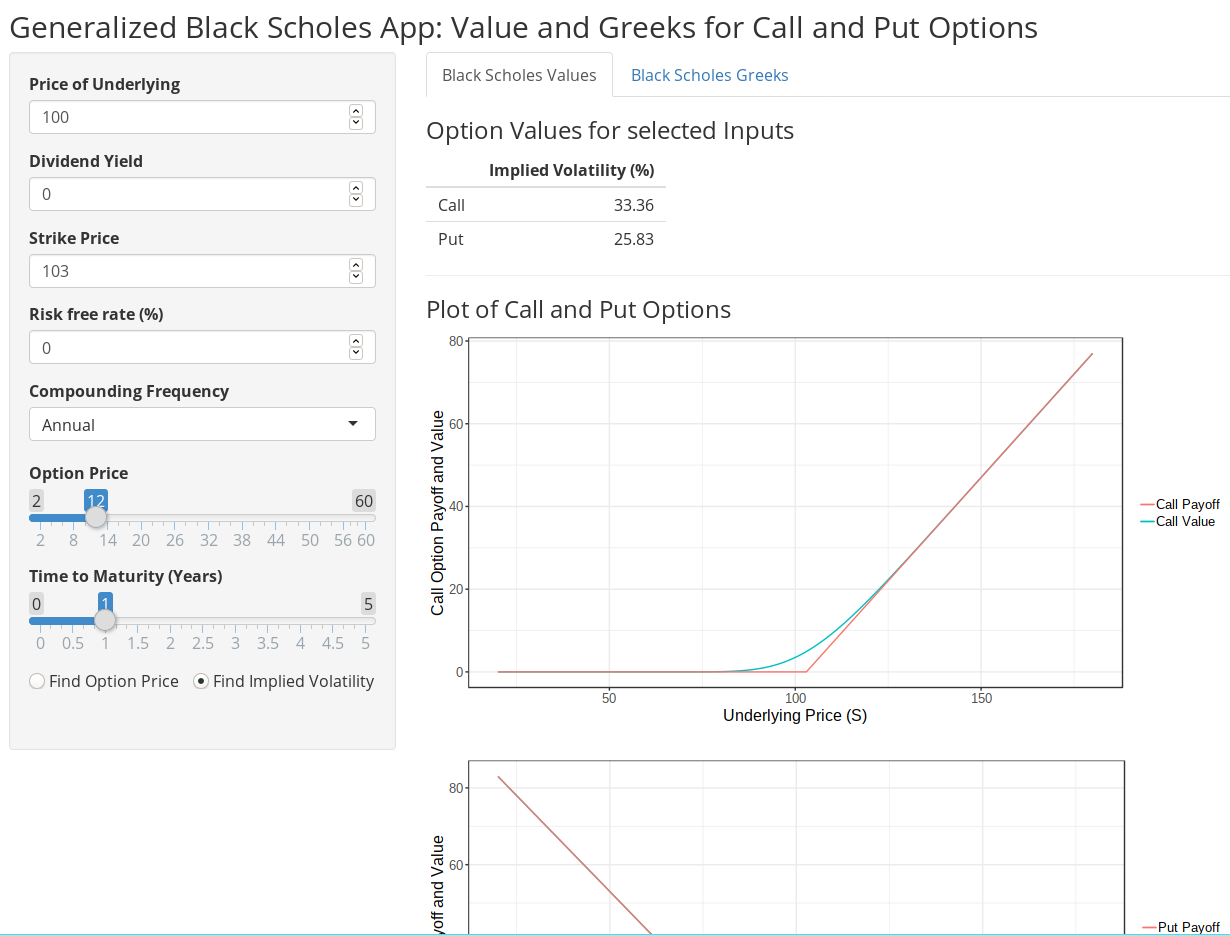 Generalized Black Scholes App: Value and Greeks for Call and Put Options
Price of Underlying
100
Dividend Yield
0
Strike Price
103
Risk free rate (%)
0
Compounding Frequency
Annual
Option Price
2 12 60
2 8 14 20 26 32 38 44 50 56 60
Time to Maturity (Years)
0 1 5
0 0.5 1 1.5 2 2.5 3 3.5 4 4.5 5
Find Option Price Find Implied Volatility
Black Scholes Values Black Scholes Greeks
Option Values for selected Inputs
Implied Volatility (%)
Call 33.36
Put 25.83
Plot of Call and Put Options
Call Option Payoff and Value
80
60
40
20
0
50 100 150
Underlying Price (S)
Call Payoff
Call Value
80
60
yoff and Value
Put Payoff